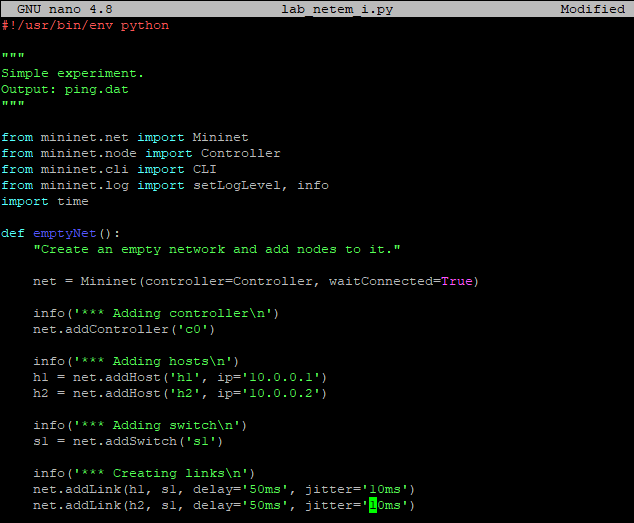 GNU nano 4.8 lab_netem_i.py Modified
#!/usr/bin/env python
"""
Simple experiment.
Output: ping.dat
"""
from mininet.net import Mininet
from mininet.node import Controller
from mininet.cli import CLI
from mininet.log import setLogLevel, info
import time
def emptyNet():
    "Create an empty network and add nodes to it."
    net = Mininet(controller=Controller, waitConnected=True)
    info('*** Adding controller\n')
    net.addController('c0')
    info('*** Adding hosts\n')
    h1 = net.addHost('h1', ip='10.0.0.1')
    h2 = net.addHost('h2', ip='10.0.0.2')
    info('*** Adding switch\n')
    s1 = net.addSwitch('s1')
    info('*** Creating links\n')
    net.addLink(h1, s1, delay='50ms', jitter='10ms')
    net.addLink(h2, s1, delay='50ms', jitter='10ms')